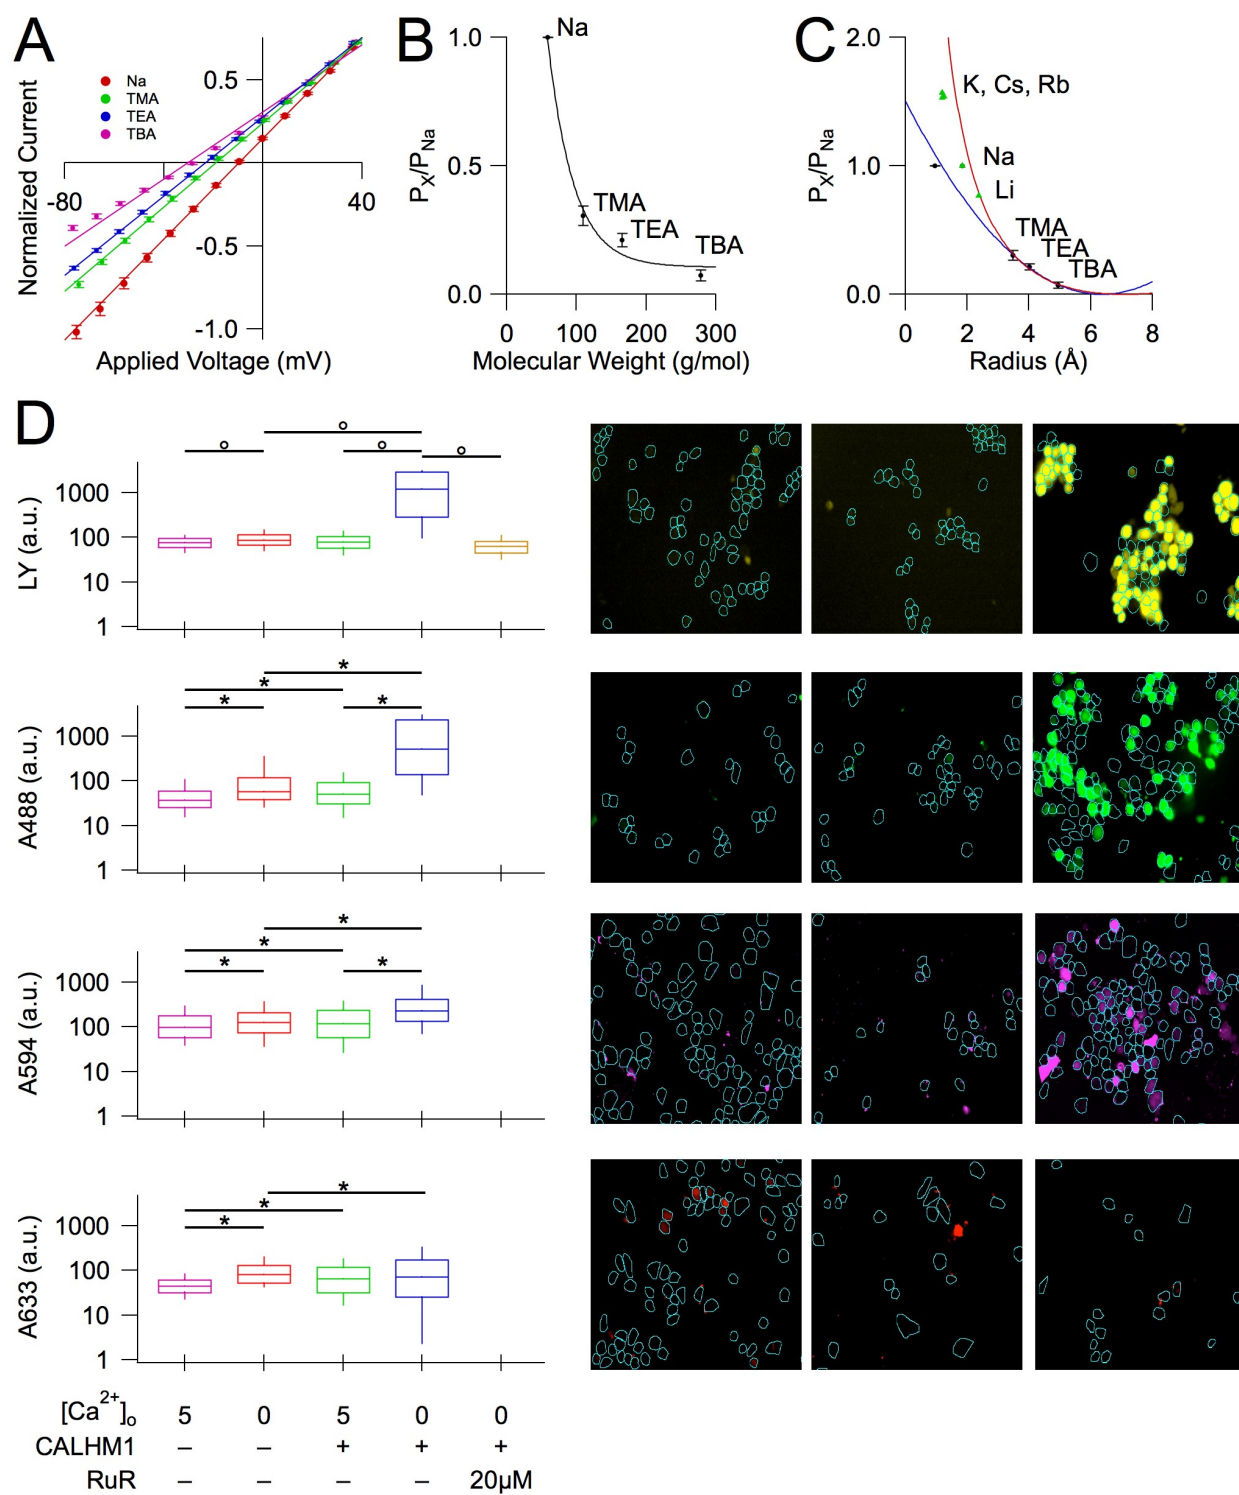 A
Normalized Current
Na
TMA
TEA
TBA
0.5
-80
40
-0.5
-1.0
Applied Voltage (mV)
B
Pₓ/P_Na
1.0
0.5
0.0
Na
TMA
TEA
TBA
0
100
200
300
Molecular Weight (g/mol)
C
Pₓ/P_Na
2.0
1.0
0.0
K, Cs, Rb
Na
Li
TMA
TEA
TBA
0
2
4
6
8
Radius (Å)
D
LY (a.u.)
1000
100
10
1
° ° ° °
A488 (a.u.)
1000
100
10
1
* * * *
A594 (a.u.)
1000
100
10
1
* * * *
A633 (a.u.)
1000
100
10
1
* * *
[Ca²⁺]ₒ 5 0 5 0 0
CALHM1 – – + + +
RuR – – – – 20µM